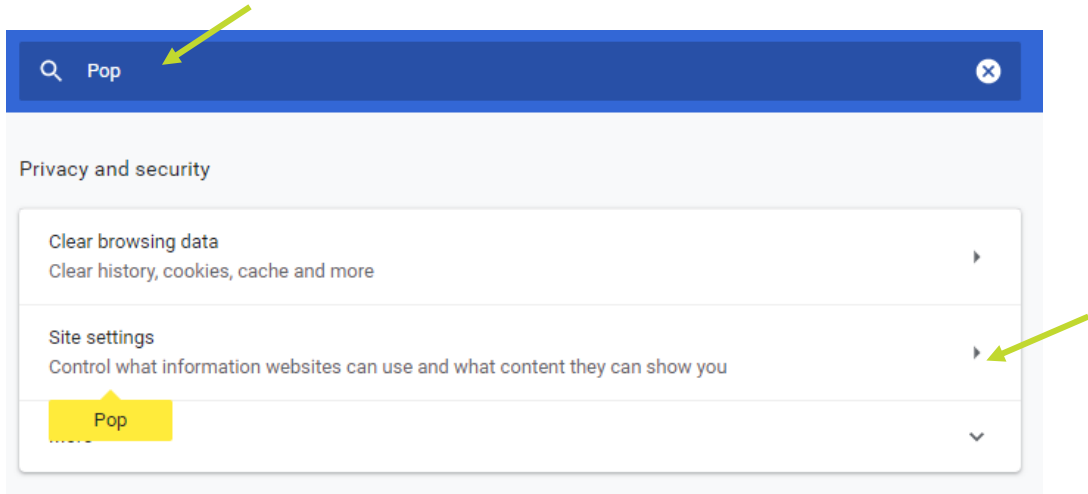 Pop
Privacy and security
Clear browsing data
Clear history, cookies, cache and more
Site settings
Control what information websites can use and what content they can show you
Pop